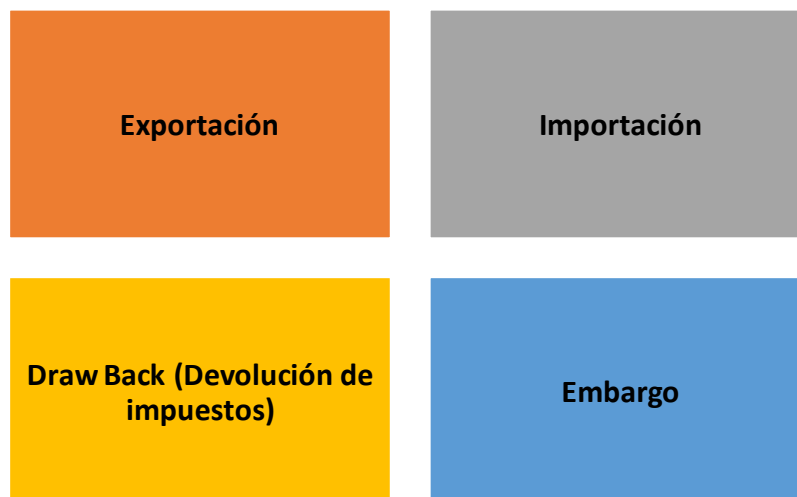 Exportación
Importación
Draw Back (Devolución de
impuestos)
Embargo